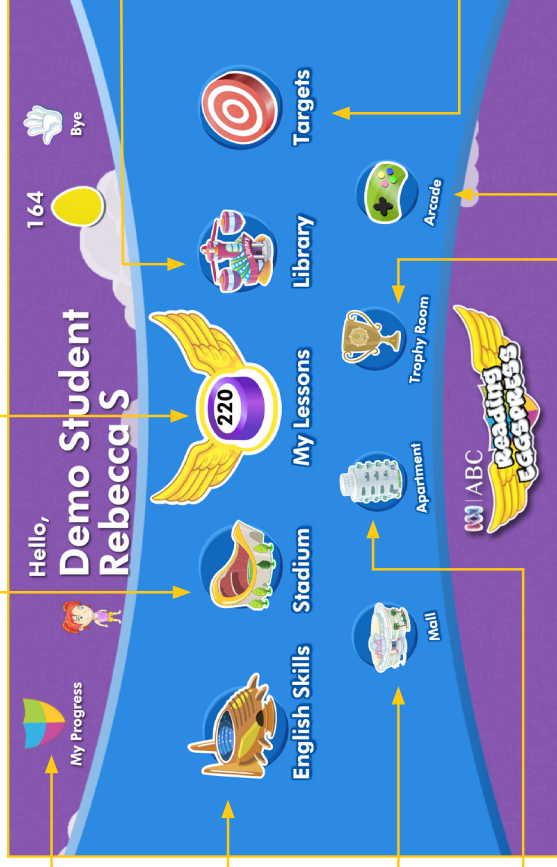 My Progress
Hello,
Demo Student
Rebecca S
164
Bye
English Skills
Stadium
220
My Lessons
Library
Targets
Mall
Apartment
Trophy Room
Arcade
ABC
Reading
EGGSPRESS